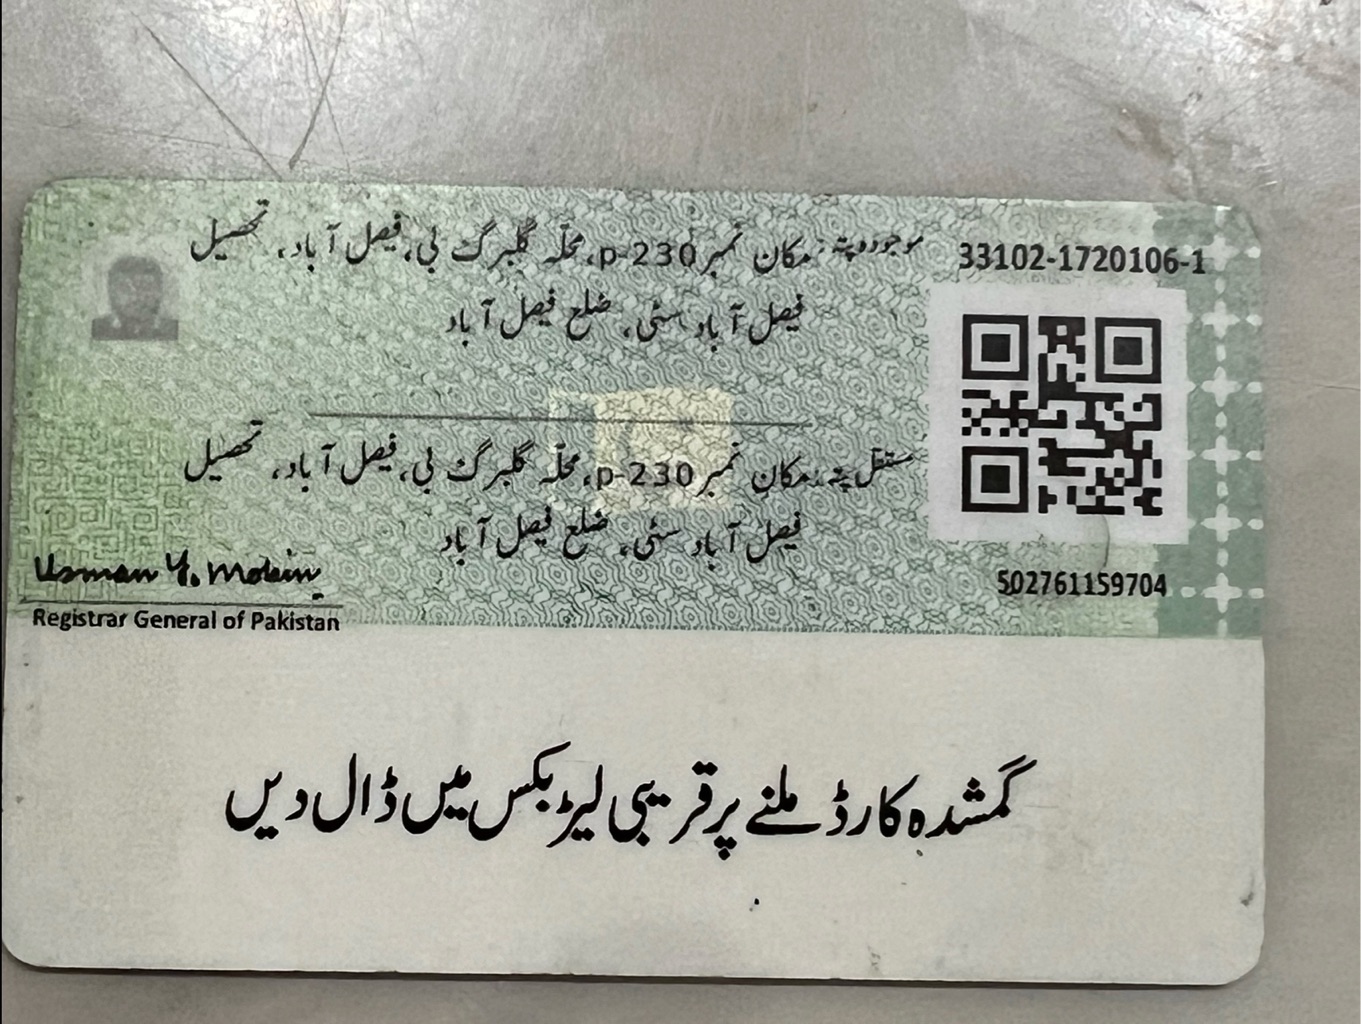 33102-1720106-1
موجودہ پتہ: مکان نمبر p-230، محلّہ گلبرگ بی، فیصل آباد، تحصیل
فیصل آباد سٹی، ضلع فیصل آباد
مستقل پتہ: مکان نمبر p-230، محلّہ گلبرگ بی، فیصل آباد، تحصیل
فیصل آباد سٹی، ضلع فیصل آباد
502761159704
Usman Y. Mobin
Registrar General of Pakistan
گمشدہ کارڈ ملنے پر قریبی لیٹر بکس میں ڈال دیں